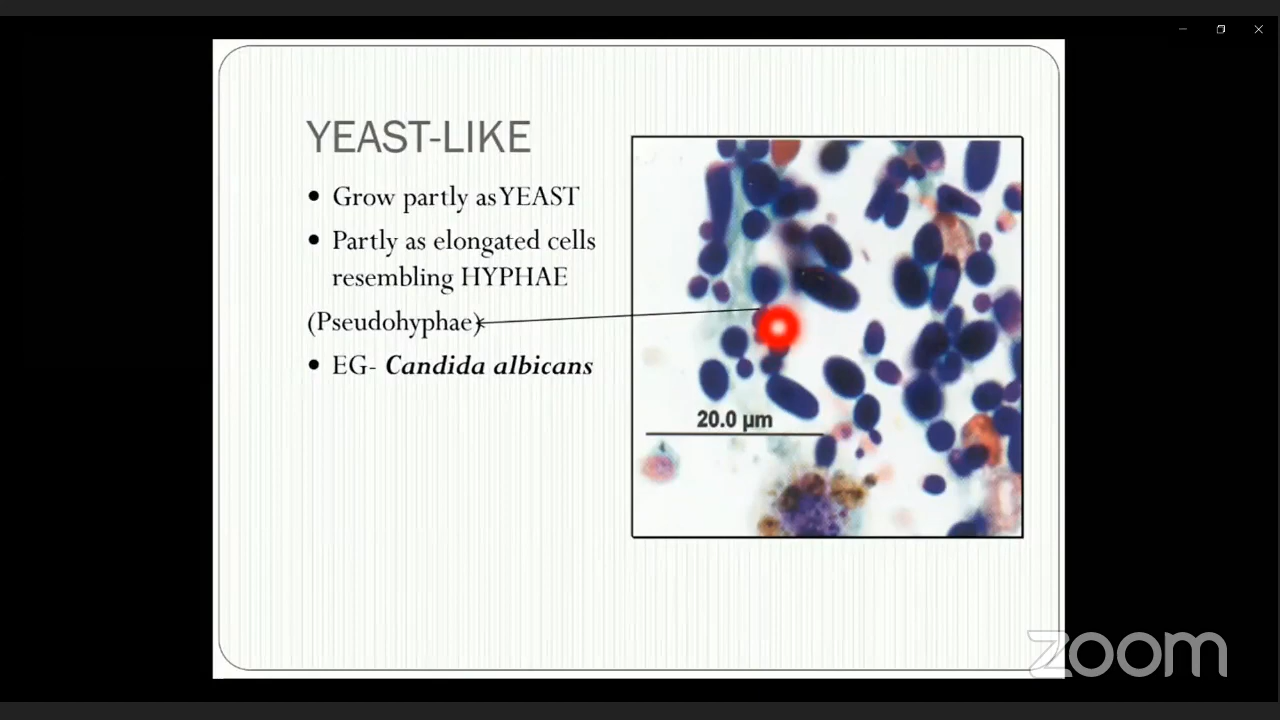 YEAST-LIKE
• Grow partly as YEAST
• Partly as elongated cells
resembling HYPHAE
(Pseudohyphae)
• EG- Candida albicans
20.0 µm
zoom